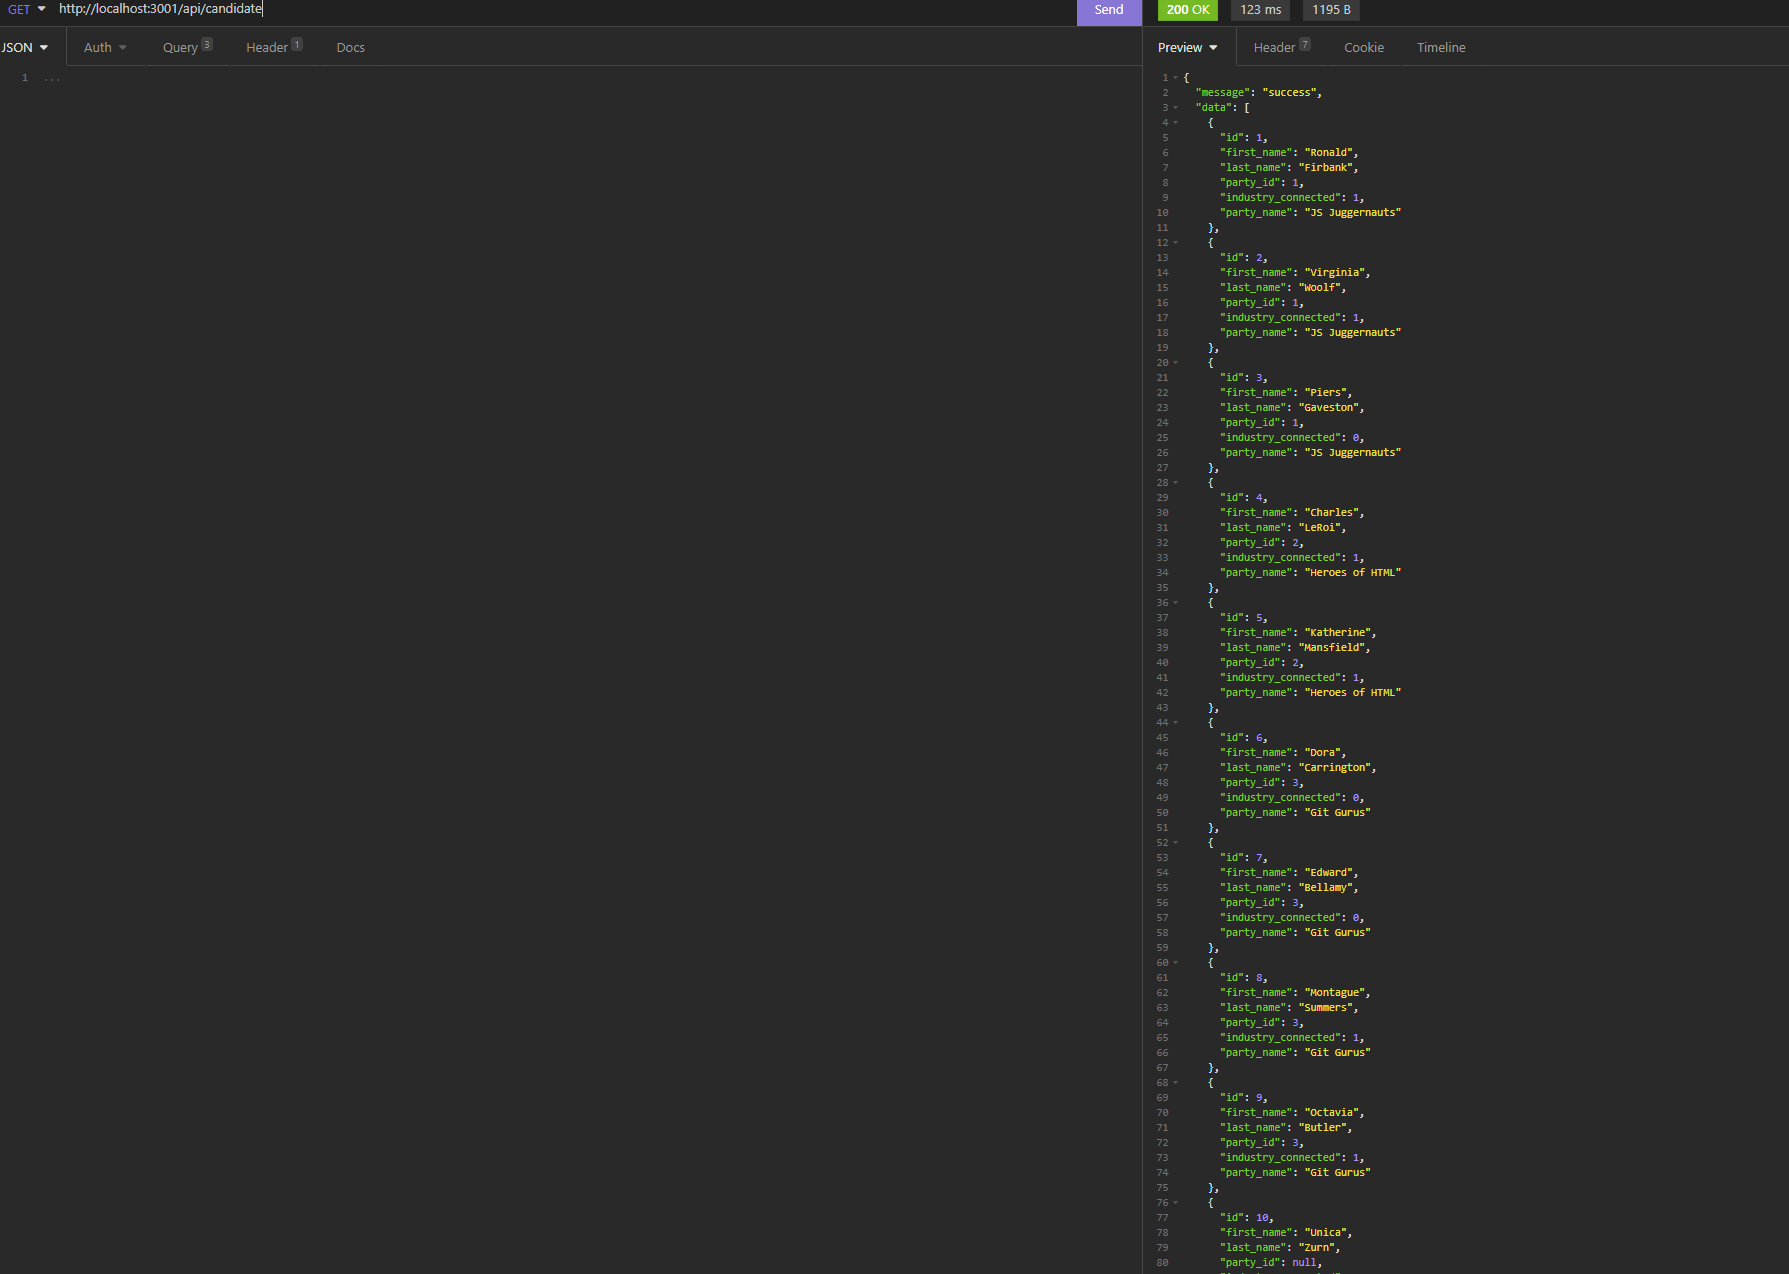 GET http://localhost:3001/api/candidate Send 200 OK 123 ms 1195 B
JSON Auth Query 3 Header 1 Docs Preview Header 7 Cookie Timeline
1 ...
1 {
2 "message": "success",
3 "data": [
4 {
5 "id": 1,
6 "first_name": "Ronald",
7 "last_name": "Firbank",
8 "party_id": 1,
9 "industry_connected": 1,
10 "party_name": "JS Juggernauts"
11 },
12 {
13 "id": 2,
14 "first_name": "Virginia",
15 "last_name": "Woolf",
16 "party_id": 1,
17 "industry_connected": 1,
18 "party_name": "JS Juggernauts"
19 },
20 {
21 "id": 3,
22 "first_name": "Piers",
23 "last_name": "Gaveston",
24 "party_id": 1,
25 "industry_connected": 0,
26 "party_name": "JS Juggernauts"
27 },
28 {
29 "id": 4,
30 "first_name": "Charles",
31 "last_name": "LeRoi",
32 "party_id": 2,
33 "industry_connected": 1,
34 "party_name": "Heroes of HTML"
35 },
36 {
37 "id": 5,
38 "first_name": "Katherine",
39 "last_name": "Mansfield",
40 "party_id": 2,
41 "industry_connected": 1,
42 "party_name": "Heroes of HTML"
43 },
44 {
45 "id": 6,
46 "first_name": "Dora",
47 "last_name": "Carrington",
48 "party_id": 3,
49 "industry_connected": 0,
50 "party_name": "Git Gurus"
51 },
52 {
53 "id": 7,
54 "first_name": "Edward",
55 "last_name": "Bellamy",
56 "party_id": 3,
57 "industry_connected": 0,
58 "party_name": "Git Gurus"
59 },
60 {
61 "id": 8,
62 "first_name": "Montague",
63 "last_name": "Summers",
64 "party_id": 3,
65 "industry_connected": 1,
66 "party_name": "Git Gurus"
67 },
68 {
69 "id": 9,
70 "first_name": "Octavia",
71 "last_name": "Butler",
72 "party_id": 3,
73 "industry_connected": 1,
74 "party_name": "Git Gurus"
75 },
76 {
77 "id": 10,
78 "first_name": "Unica",
79 "last_name": "Zurn",
80 "party_id": null,